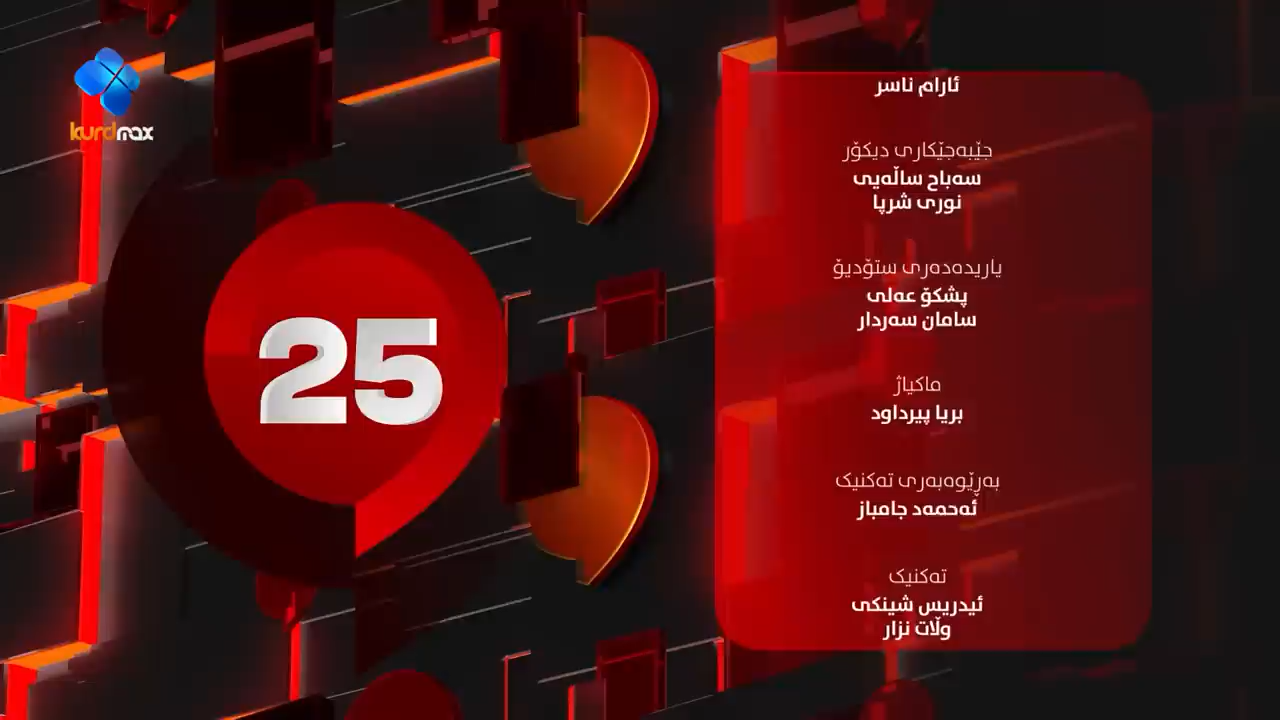 kurdmax
25
ئارام ناسر
جێبەجێکاری دیکۆر
سەباح ساڵەیی
نوری شرپا
یاریدەدەری ستۆدیۆ
پشکۆ عەلی
سامان سەردار
ماکیاژ
بریا پیرداود
بەڕێوەبەری تەکنیک
ئەحمەد جامباز
تەکنیک
ئیدریس شینکی
وڵات نزار